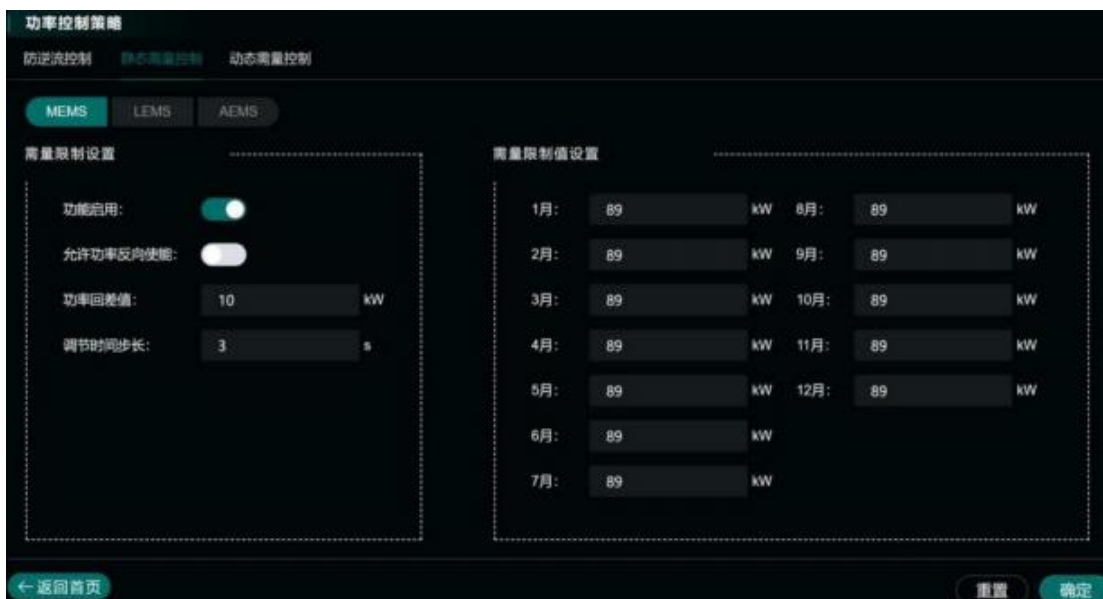 功率控制策略
防逆流控制 静态需量控制 动态需量控制
MEMS LEMS AEMS
需量限制设置
功能启用:
允许功率反向使能:
功率回差值: 10 kW
调节时间步长: 3 s
需量限制值设置
1月: 89 kW 8月: 89 kW
2月: 89 kW 9月: 89 kW
3月: 89 kW 10月: 89 kW
4月: 89 kW 11月: 89 kW
5月: 89 kW 12月: 89 kW
6月: 89 kW
7月: 89 kW
←返回首页 重置 确定